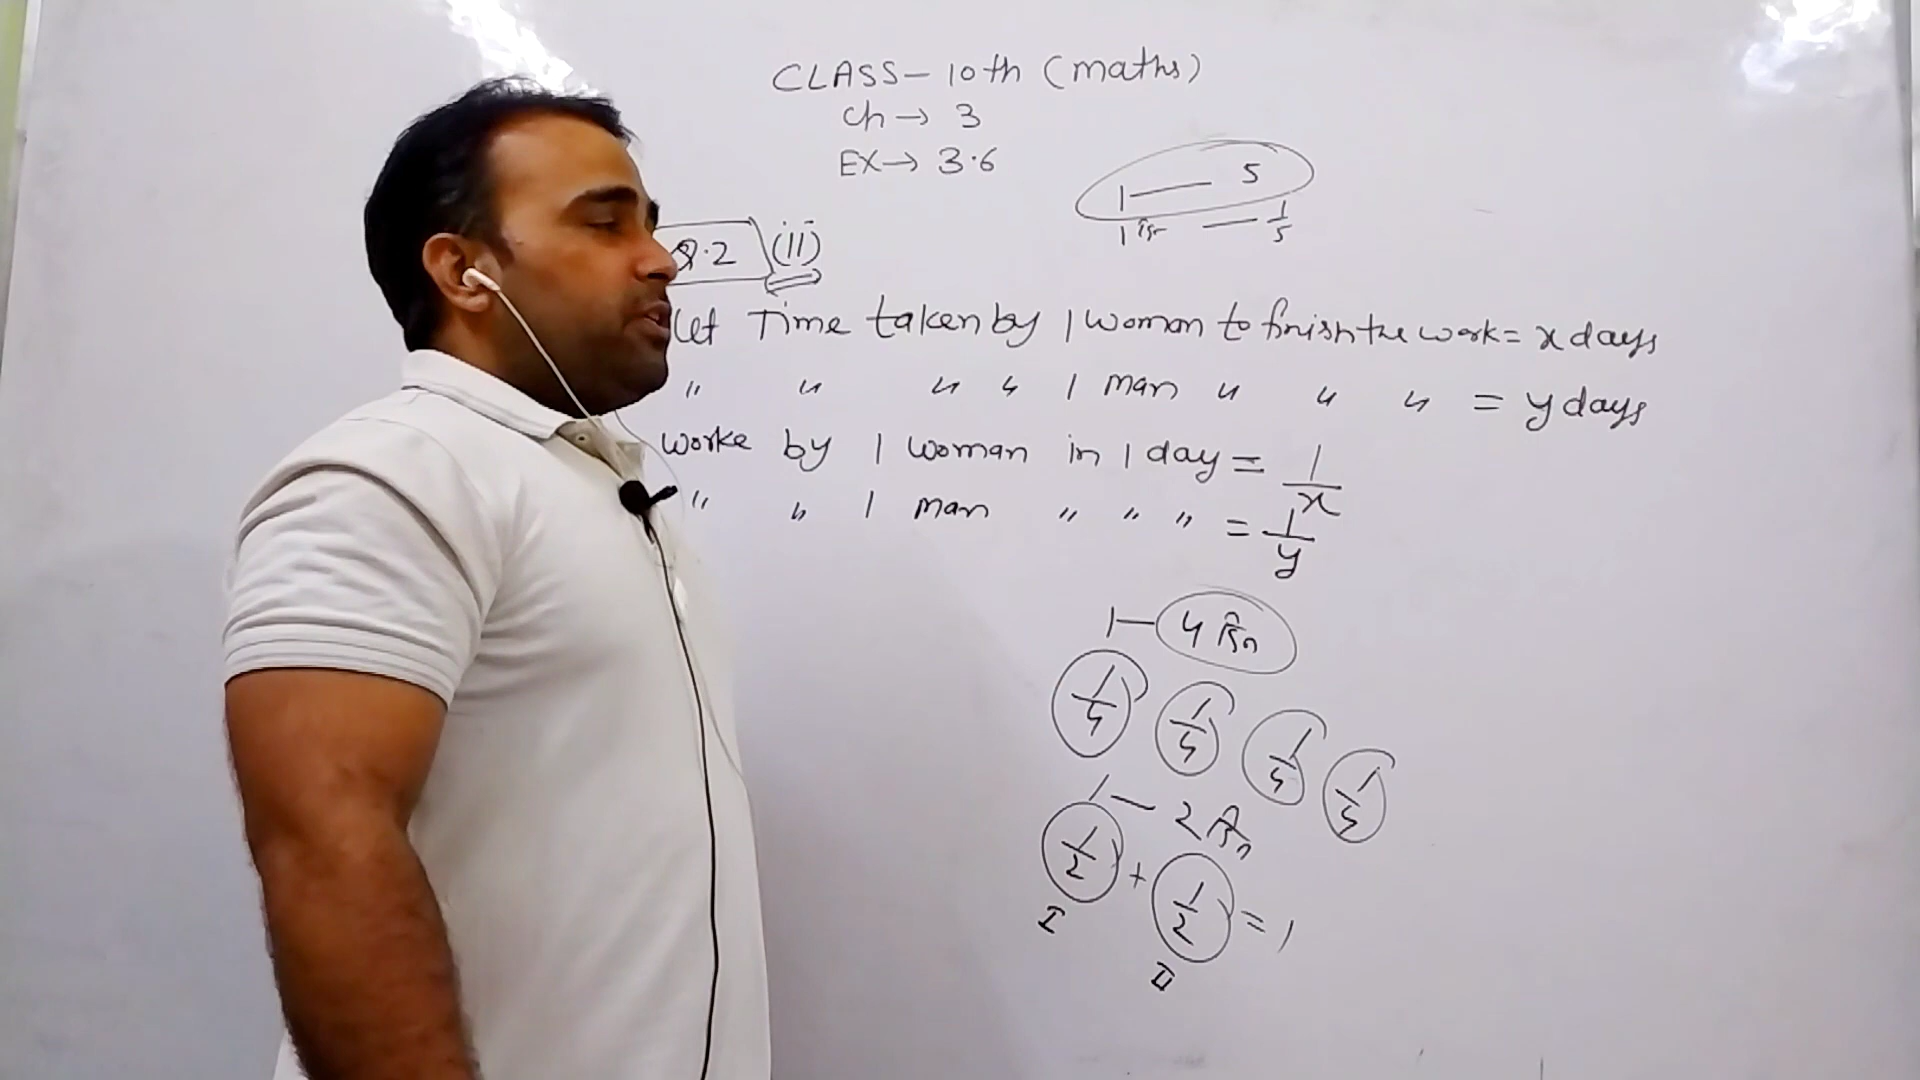 CLASS - 10th (maths)
Ch → 3
EX → 3.6
1 — 5
1 दिन — 1/5
Q.2 (ii)
Let Time taken by 1 woman to finish the work = x days
" " " " 1 man " " " = y days
Worke by 1 woman in 1 day = 1/x
" " 1 man " " " = 1/y
1 — 4 दिन
1/4 1/4 1/4 1/4
1 — 2 दिन
1/2 + 1/2 = 1
I II